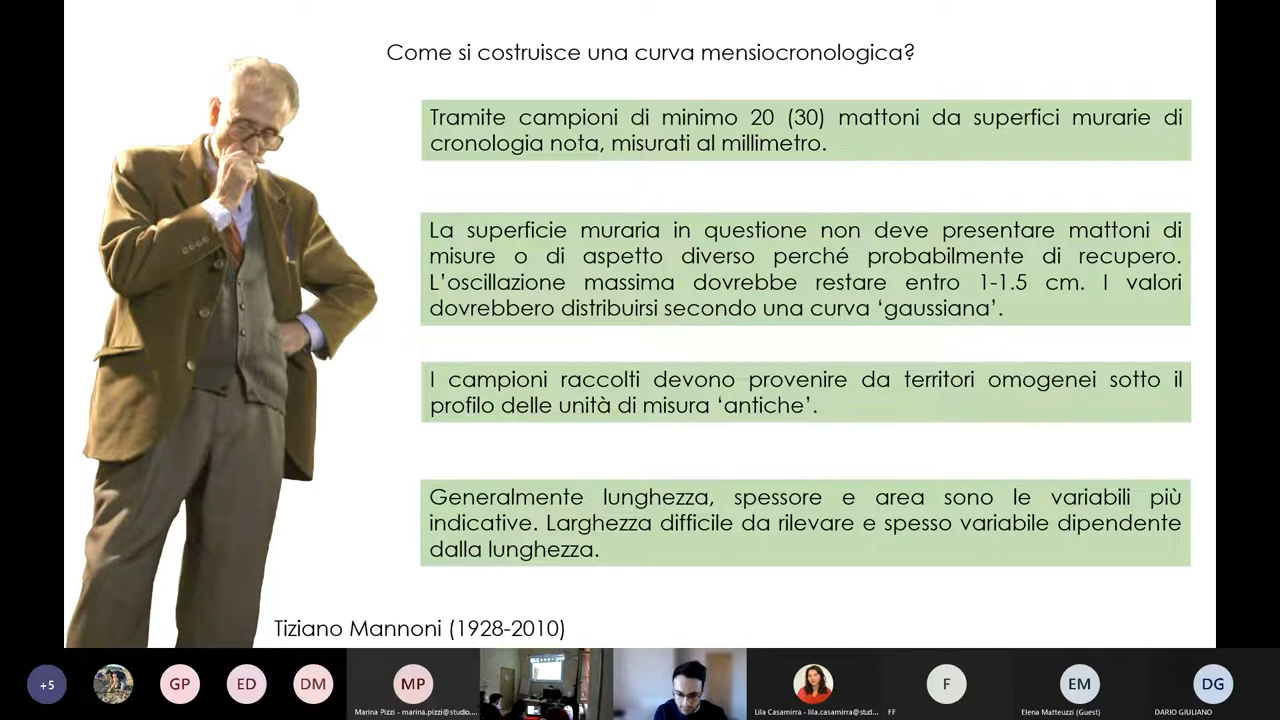 Come si costruisce una curva mensiocronologica?
Tramite campioni di minimo 20 (30) mattoni da superfici murarie di
cronologia nota, misurati al millimetro.
La superficie muraria in questione non deve presentare mattoni di
misure o di aspetto diverso perché probabilmente di recupero.
L'oscillazione massima dovrebbe restare entro 1-1.5 cm. I valori
dovrebbero distribuirsi secondo una curva 'gaussiana'.
I campioni raccolti devono provenire da territori omogenei sotto il
profilo delle unità di misura 'antiche'.
Generalmente lunghezza, spessore e area sono le variabili più
indicative. Larghezza difficile da rilevare e spesso variabile dipendente
dalla lunghezza.
Tiziano Mannoni (1928-2010)
+5 GP ED DM MP F EM DG
Marina Pizzi - marina.pizzi@studio.... Lila Casamirra - lila.casamirra@stud... FF Elena Matteuzzi (Guest) DARIO GIULIANO